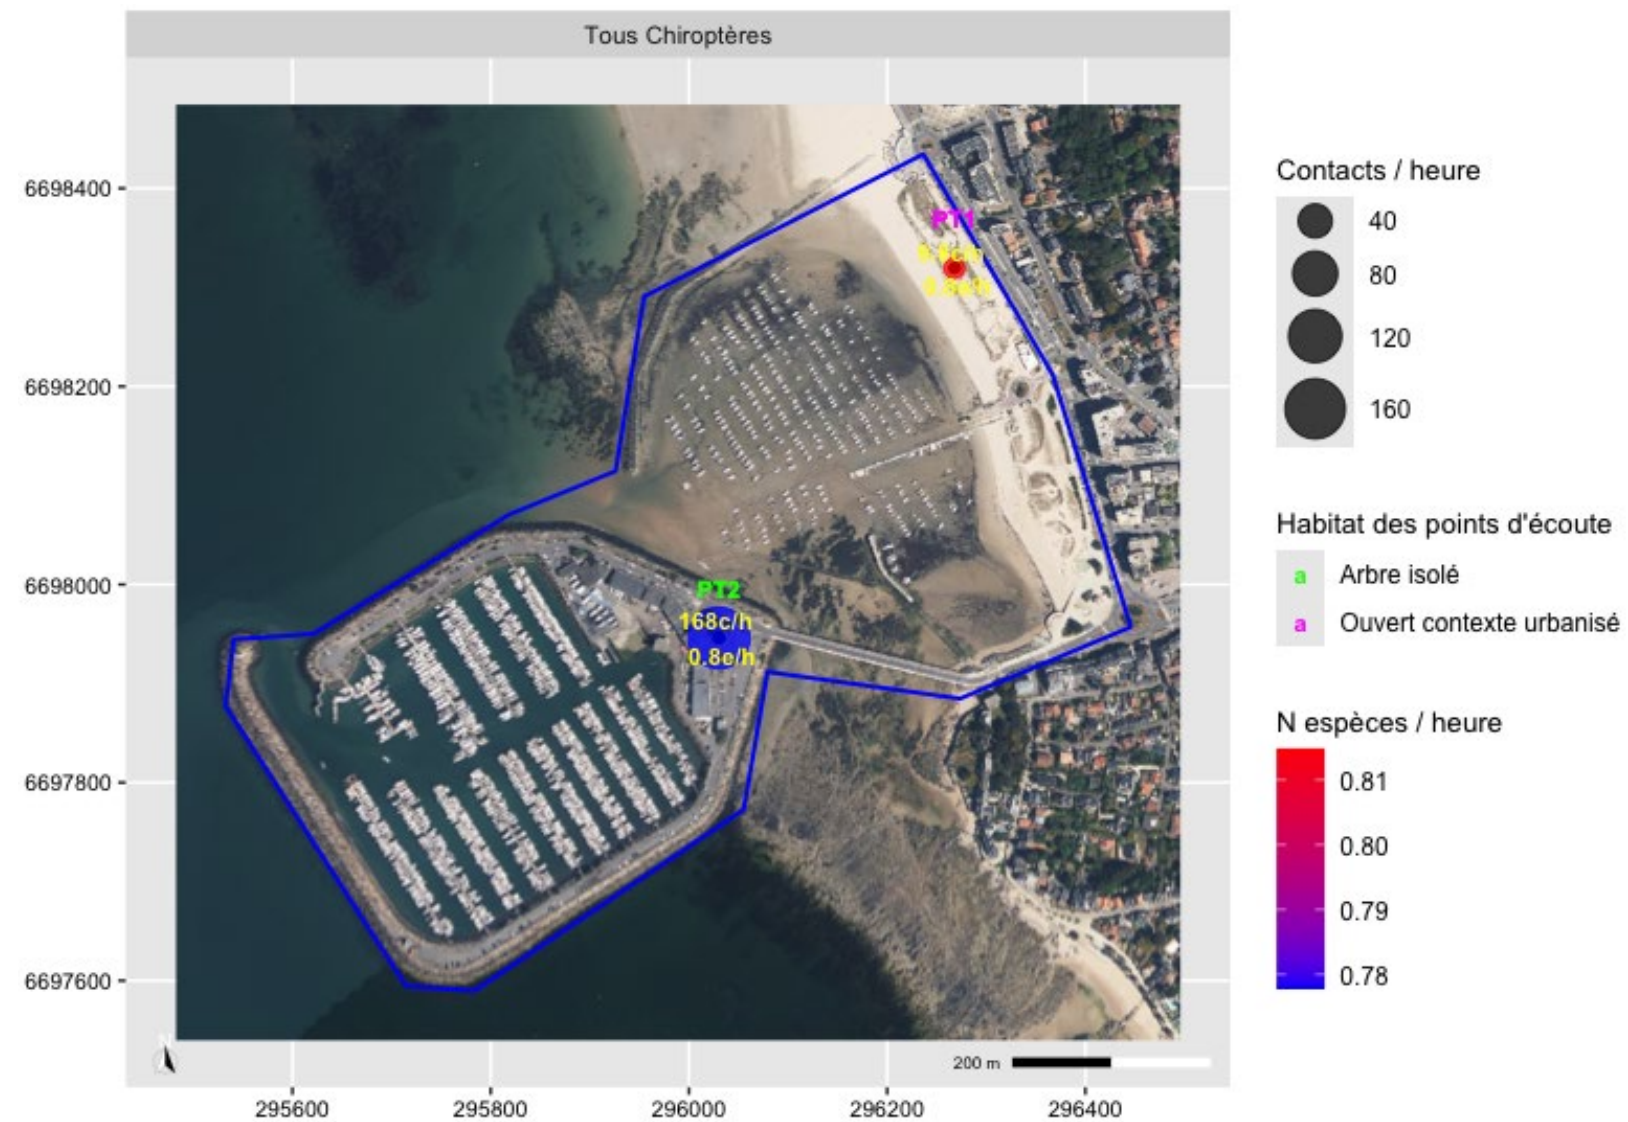 Tous Chiroptères
6698400
6698200
6698000
6697800
6697600
295600
295800
296000
296200
296400
PT1
0.8e/h
PT2
168c/h
0.8e/h
N
200 m
Contacts / heure
40
80
120
160
Habitat des points d'écoute
a Arbre isolé
a Ouvert contexte urbanisé
N espèces / heure
0.81
0.80
0.79
0.78